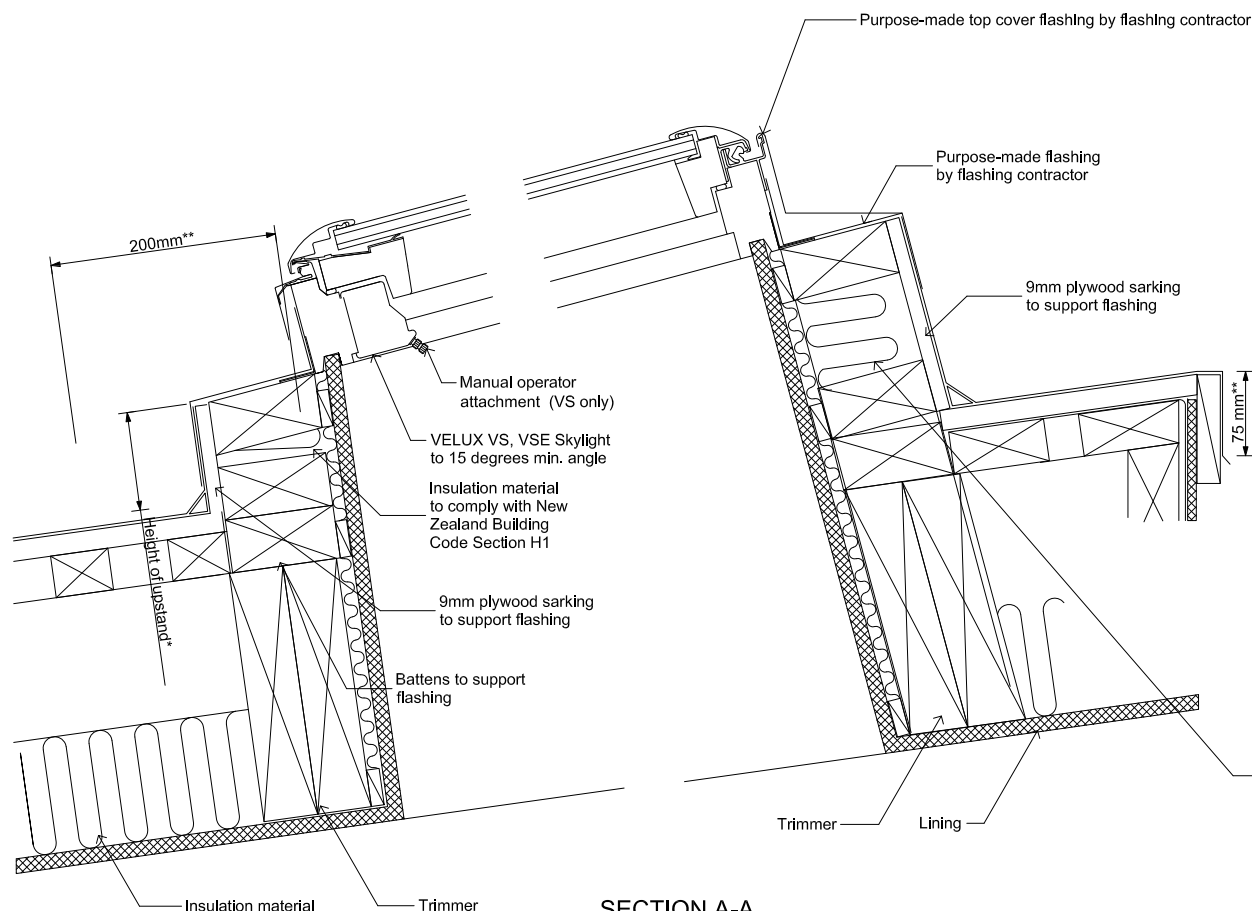 Purpose-made top cover flashing by flashing contractor
Purpose-made flashing
by flashing contractor
200mm**
9mm plywood sarking
to support flashing
Manual operator
attachment (VS only)
75 mm**
VELUX VS, VSE Skylight
to 15 degrees min. angle
Insulation material
to comply with New
Zealand Building
Code Section H1
Height of upstand*
9mm plywood sarking
to support flashing
Battens to support
flashing
Trimmer
Lining
Insulation material
Trimmer
SECTION A-A